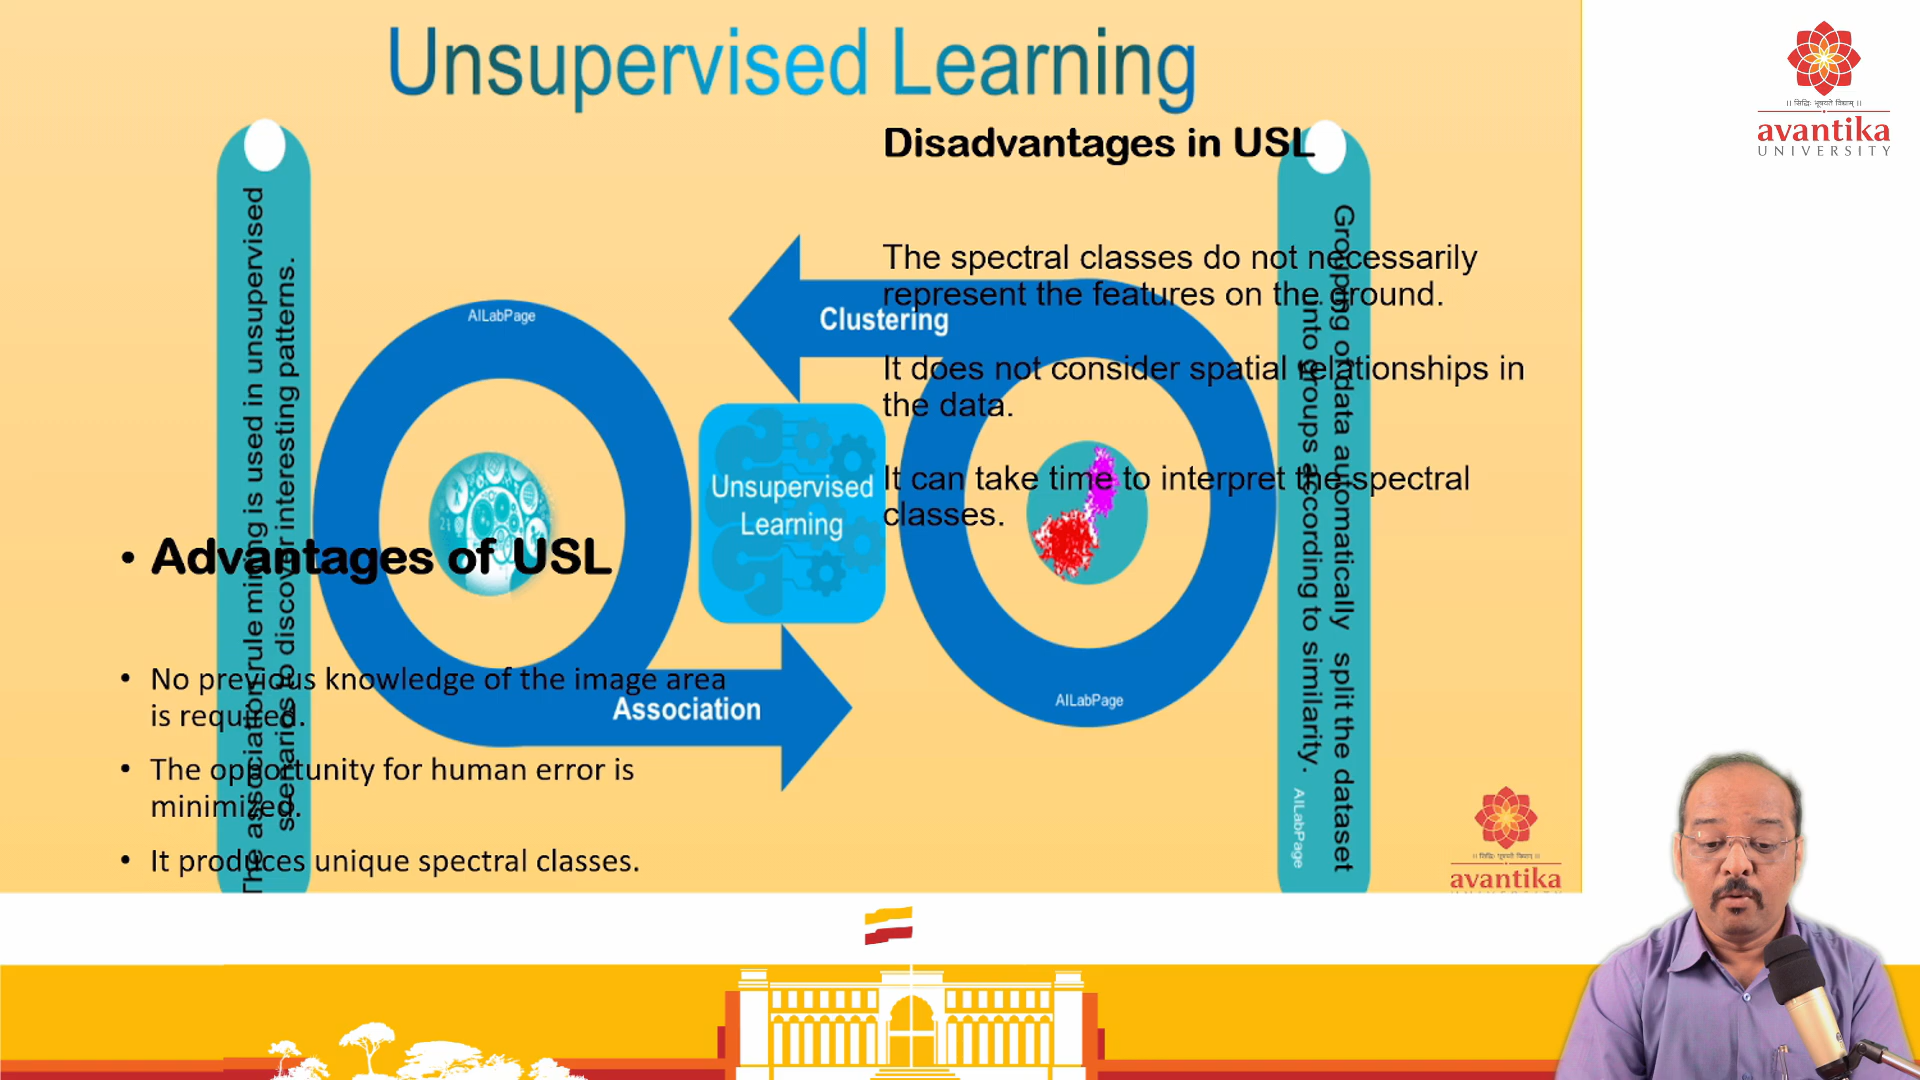 Unsupervised Learning
|| सिद्धिः भूषयते विद्याम् ||
avantika
UNIVERSITY
Disadvantages in USL
The spectral classes do not necessarily
represent the features on the ground.
It does not consider spatial relationships in
the data.
It can take time to interpret the spectral
classes.
The association rule mining is used in unsupervised
scenarios to discover interesting patterns.
AILabPage
Clustering
Unsupervised
Learning
Association
AILabPage
Grouping of data automatically split the dataset
into groups according to similarity.
AILabPage
• Advantages of USL
• No previous knowledge of the image area
is required.
• The opportunity for human error is
minimized.
• It produces unique spectral classes.
|| सिद्धिः भूषयते विद्याम् ||
avantika